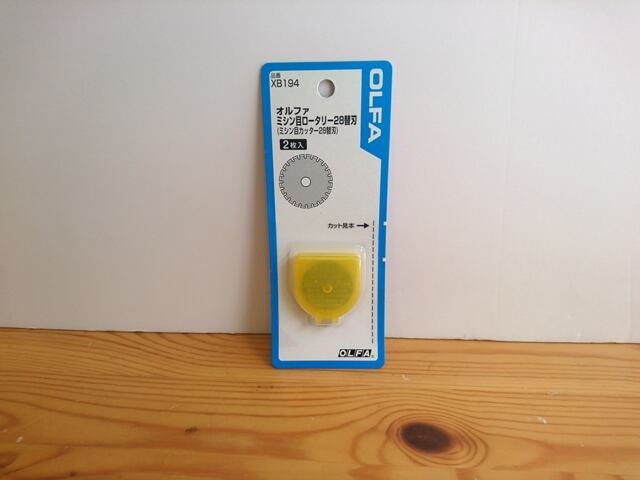 品番
XB194
OLFA
オルファ
ミシン目ロータリー28替刃
(ミシン目カッター28替刃)
2枚入
カット見本
OLFA